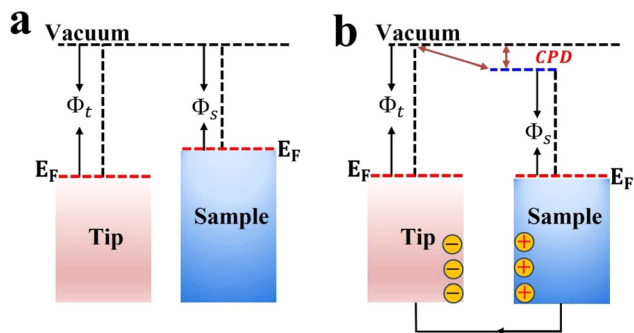 a
Vacuum
Φt
Φs
EF
EF
Tip
Sample
b
Vacuum
CPD
Φt
Φs
EF
EF
Tip
Sample
− +
− +
− +